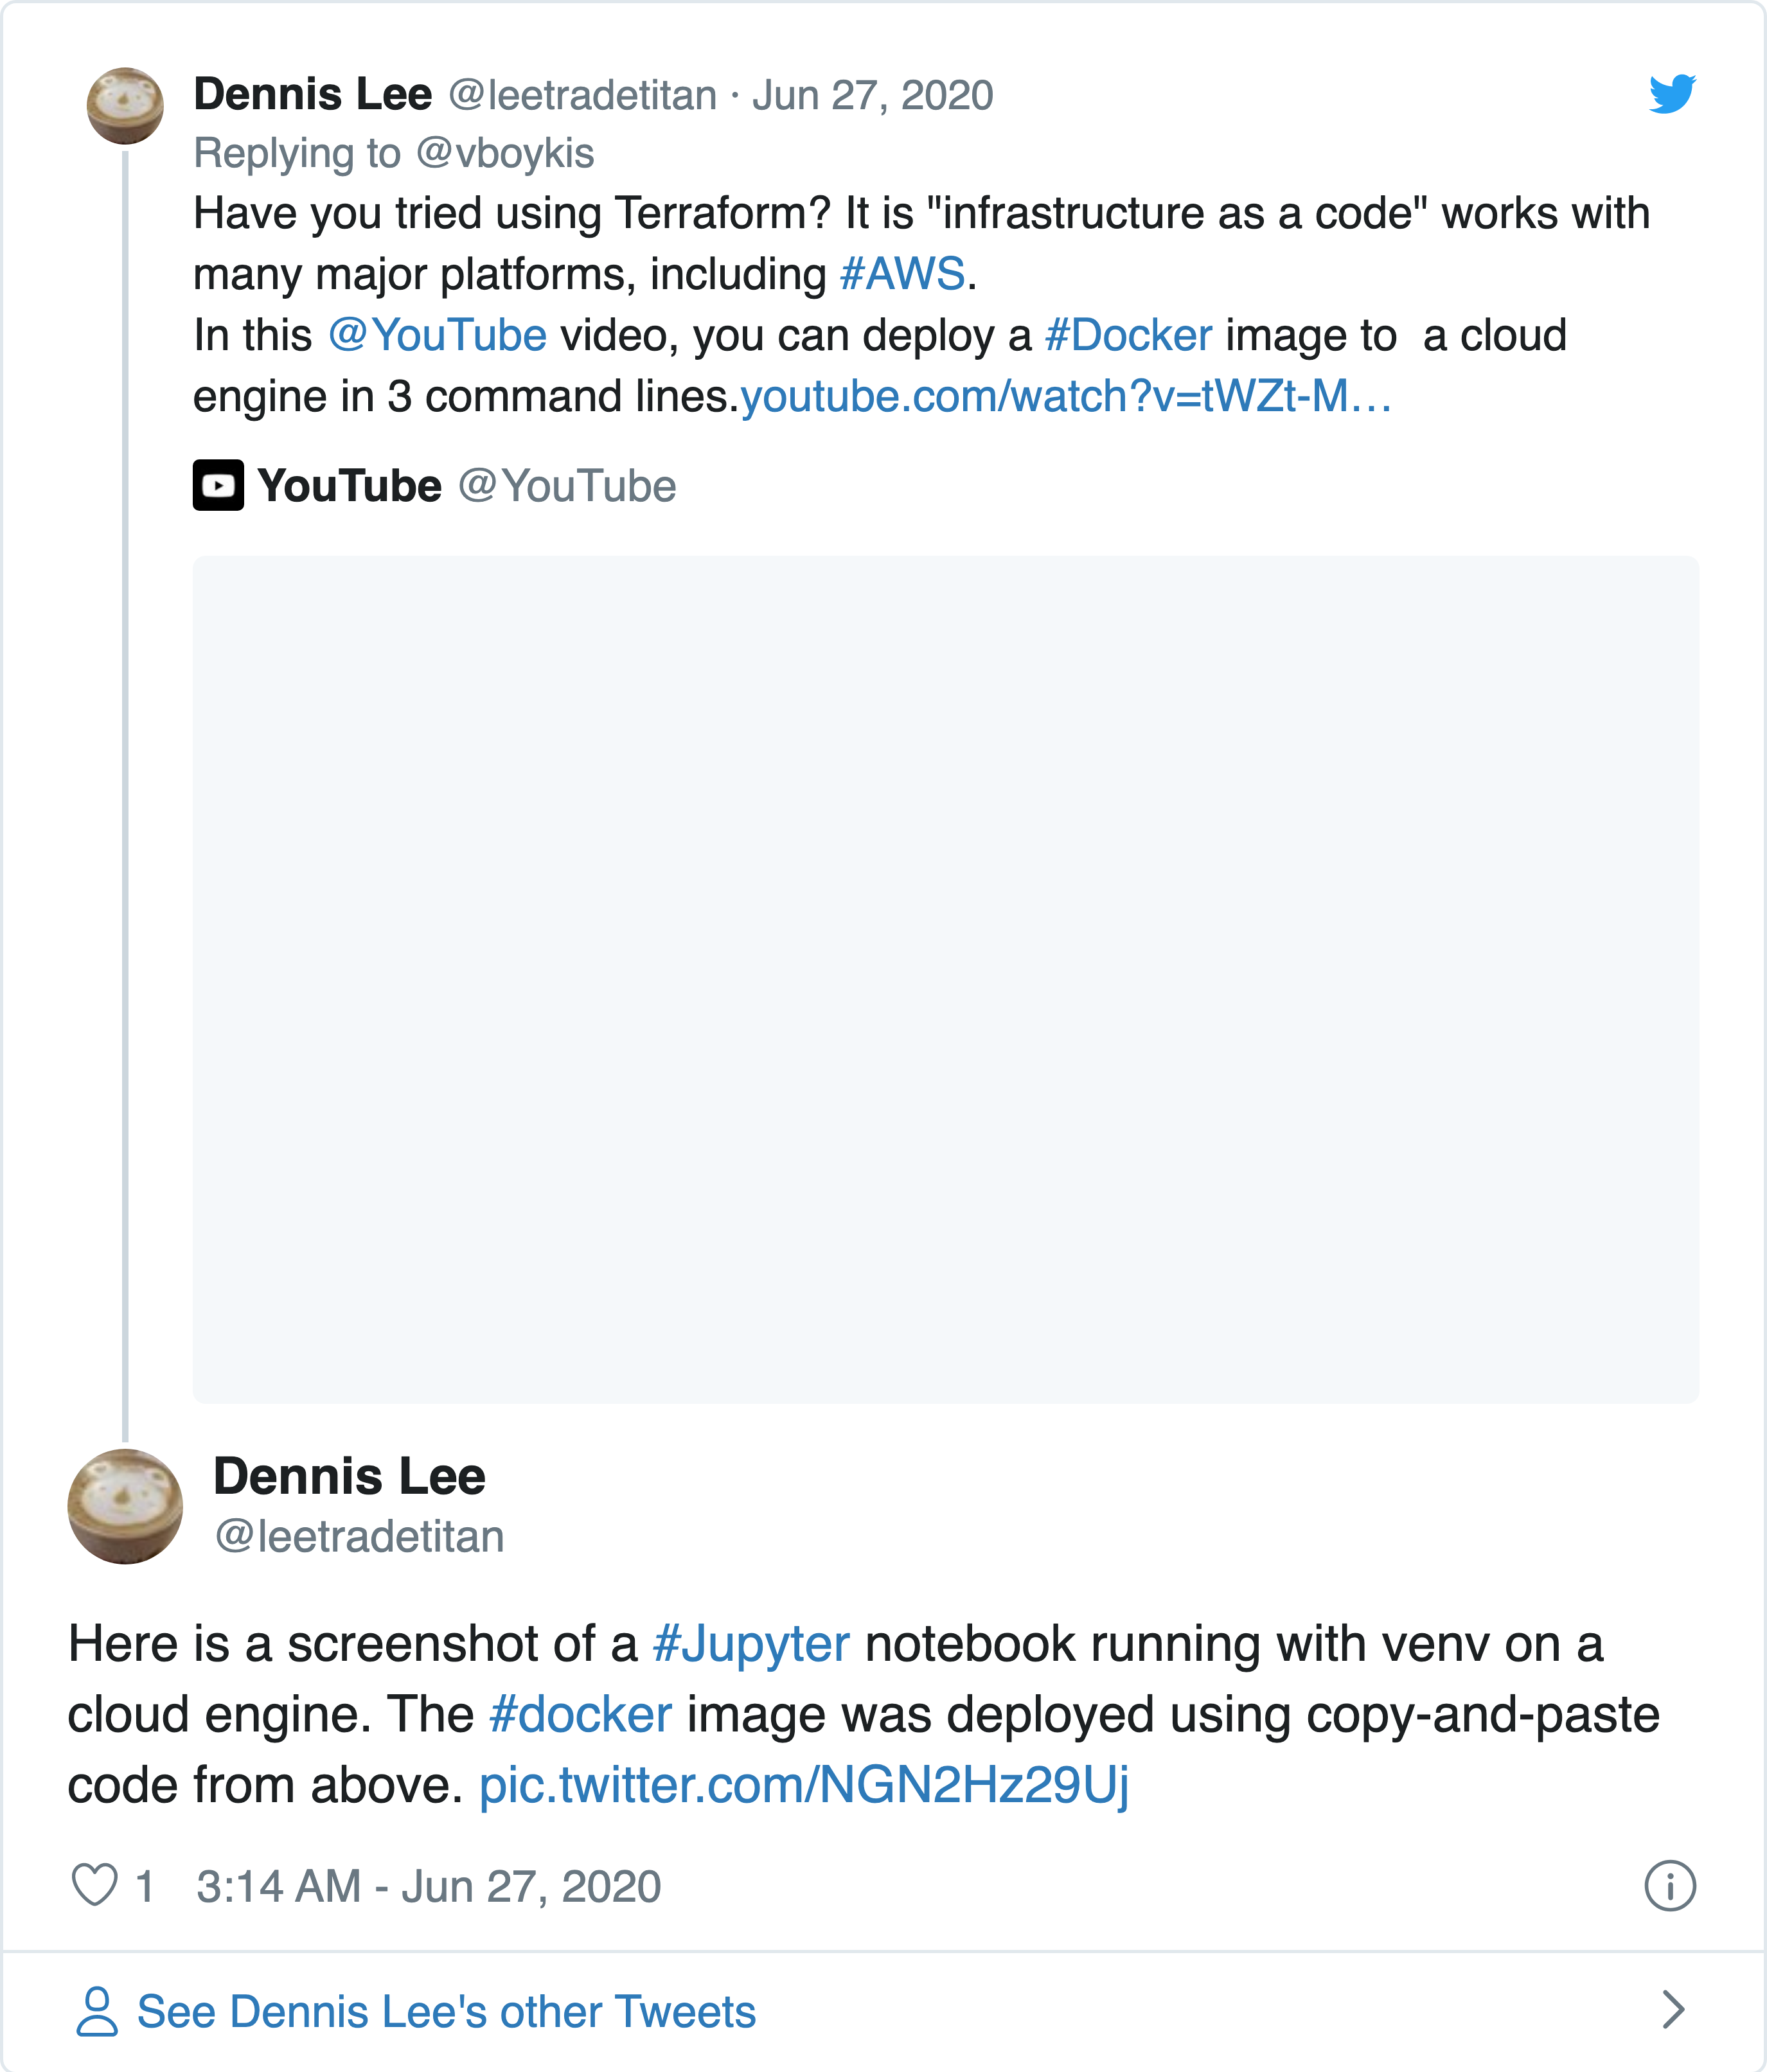 Dennis Lee @leetradetitan · Jun 27, 2020
Replying to @vboykis
Have you tried using Terraform? It is "infrastructure as a code" works with
many major platforms, including #AWS.
In this @YouTube video, you can deploy a #Docker image to  a cloud
engine in 3 command lines.youtube.com/watch?v=tWZt-M…
YouTube @YouTube
Dennis Lee
@leetradetitan
Here is a screenshot of a #Jupyter notebook running with venv on a
cloud engine. The #docker image was deployed using copy-and-paste
code from above. pic.twitter.com/NGN2Hz29Uj
1 3:14 AM - Jun 27, 2020
See Dennis Lee's other Tweets